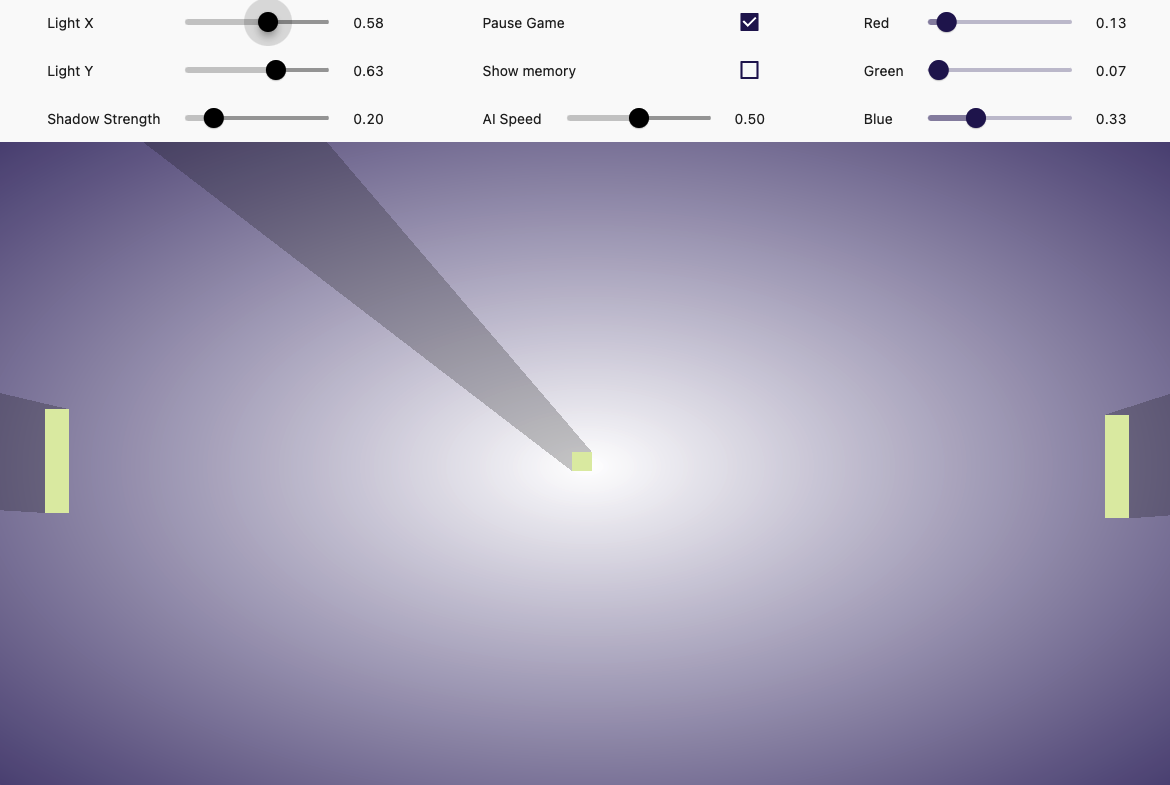 Light X 0.58 Pause Game Red 0.13
Light Y 0.63 Show memory Green 0.07
Shadow Strength 0.20 AI Speed 0.50 Blue 0.33